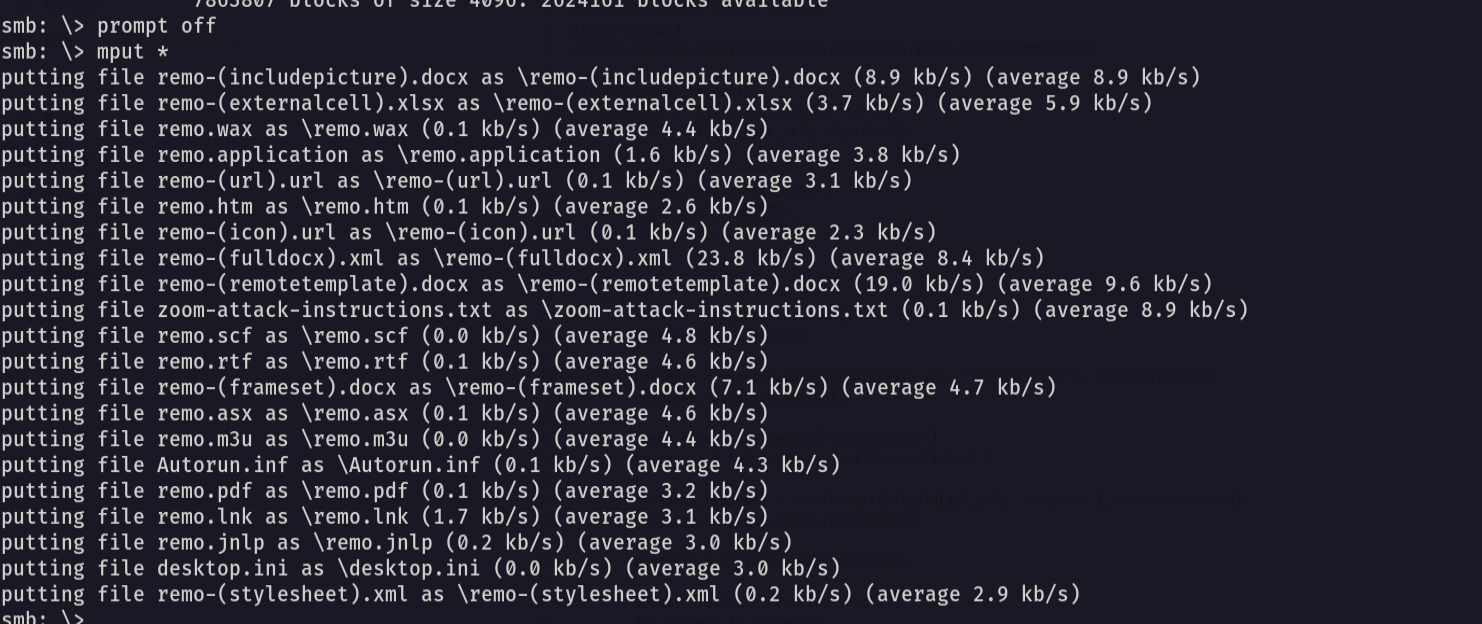 7863807 blocks of size 4096. 2624161 blocks available
smb: \> prompt off
smb: \> mput *
putting file remo-(includepicture).docx as \remo-(includepicture).docx (8.9 kb/s) (average 8.9 kb/s)
putting file remo-(externalcell).xlsx as \remo-(externalcell).xlsx (3.7 kb/s) (average 5.9 kb/s)
putting file remo.wax as \remo.wax (0.1 kb/s) (average 4.4 kb/s)
putting file remo.application as \remo.application (1.6 kb/s) (average 3.8 kb/s)
putting file remo-(url).url as \remo-(url).url (0.1 kb/s) (average 3.1 kb/s)
putting file remo.htm as \remo.htm (0.1 kb/s) (average 2.6 kb/s)
putting file remo-(icon).url as \remo-(icon).url (0.1 kb/s) (average 2.3 kb/s)
putting file remo-(fulldocx).xml as \remo-(fulldocx).xml (23.8 kb/s) (average 8.4 kb/s)
putting file remo-(remotetemplate).docx as \remo-(remotetemplate).docx (19.0 kb/s) (average 9.6 kb/s)
putting file zoom-attack-instructions.txt as \zoom-attack-instructions.txt (0.1 kb/s) (average 8.9 kb/s)
putting file remo.scf as \remo.scf (0.0 kb/s) (average 4.8 kb/s)
putting file remo.rtf as \remo.rtf (0.1 kb/s) (average 4.6 kb/s)
putting file remo-(frameset).docx as \remo-(frameset).docx (7.1 kb/s) (average 4.7 kb/s)
putting file remo.asx as \remo.asx (0.1 kb/s) (average 4.6 kb/s)
putting file remo.m3u as \remo.m3u (0.0 kb/s) (average 4.4 kb/s)
putting file Autorun.inf as \Autorun.inf (0.1 kb/s) (average 4.3 kb/s)
putting file remo.pdf as \remo.pdf (0.1 kb/s) (average 3.2 kb/s)
putting file remo.lnk as \remo.lnk (1.7 kb/s) (average 3.1 kb/s)
putting file remo.jnlp as \remo.jnlp (0.2 kb/s) (average 3.0 kb/s)
putting file desktop.ini as \desktop.ini (0.0 kb/s) (average 3.0 kb/s)
putting file remo-(stylesheet).xml as \remo-(stylesheet).xml (0.2 kb/s) (average 2.9 kb/s)
smb: \>